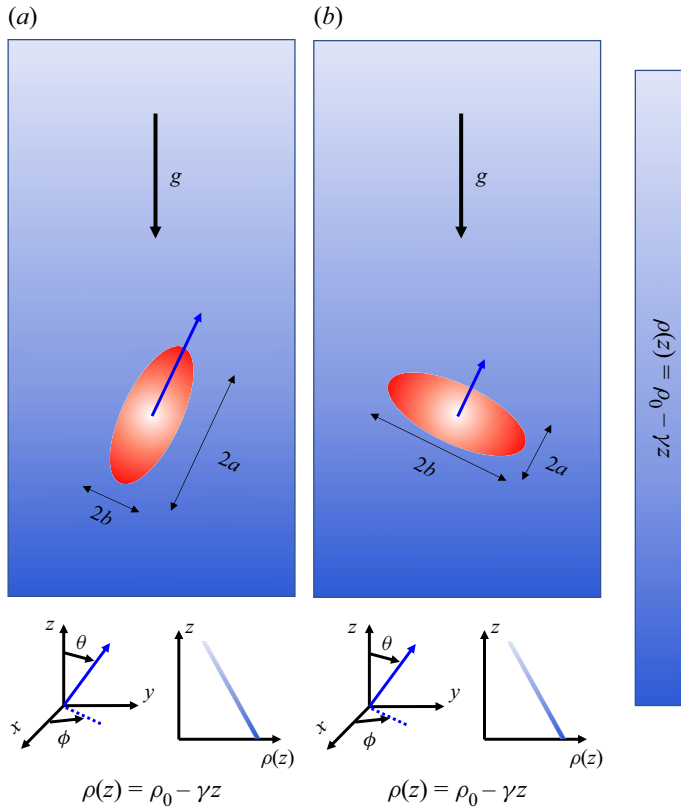 (a)
(b)
g
g
2a
2b
2b
2a
ρ(z) = ρ₀ – γz
z
θ
y
x
ϕ
z
ρ(z)
z
θ
y
x
ϕ
z
ρ(z)
ρ(z) = ρ₀ – γz
ρ(z) = ρ₀ – γz